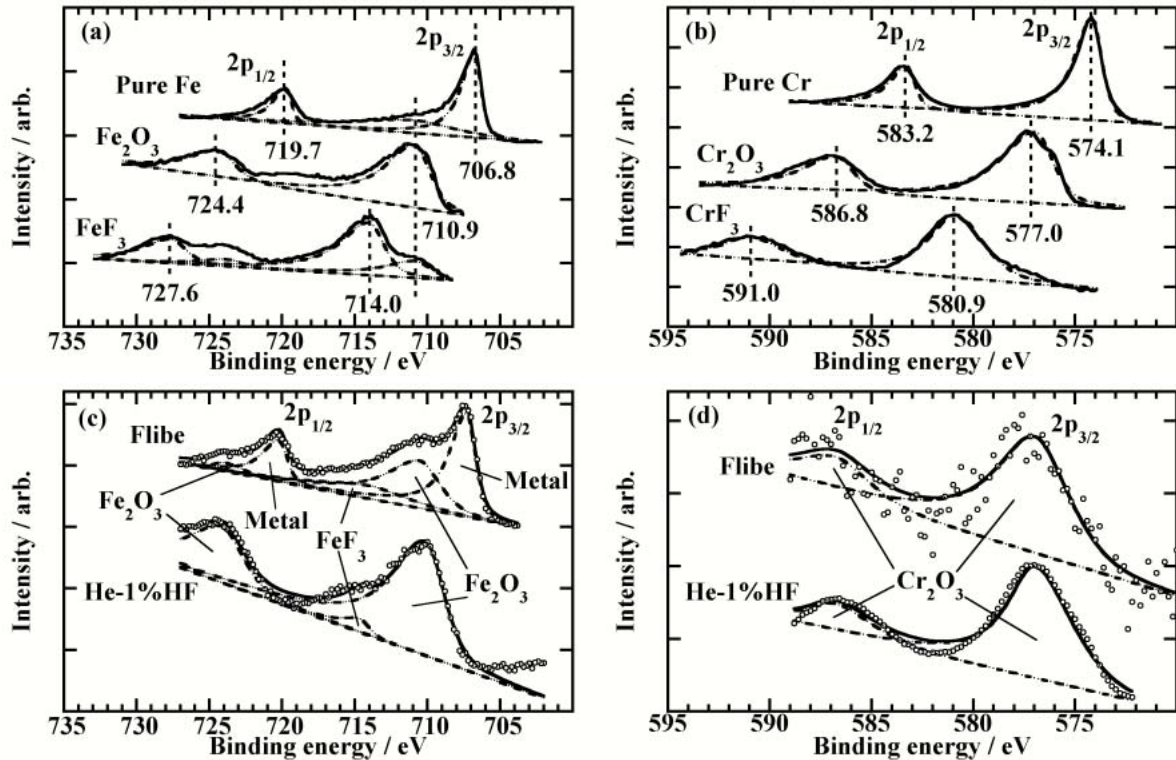 (a)
2p3/2
2p1/2
Pure Fe
Fe2O3
719.7
706.8
724.4
710.9
FeF3
727.6
714.0
Intensity / arb.
735 730 725 720 715 710 705
Binding energy / eV
(b)
2p1/2
2p3/2
Pure Cr
583.2
574.1
Cr2O3
586.8
577.0
CrF3
591.0
580.9
Intensity / arb.
595 590 585 580 575
Binding energy / eV
(c)
2p1/2
2p3/2
Flibe
Metal
Fe2O3
Metal
FeF3
Fe2O3
He-1%HF
Intensity / arb.
735 730 725 720 715 710 705
Binding energy / eV
(d)
2p1/2
2p3/2
Flibe
Cr2O3
He-1%HF
Intensity / arb.
595 590 585 580 575
Binding energy / eV